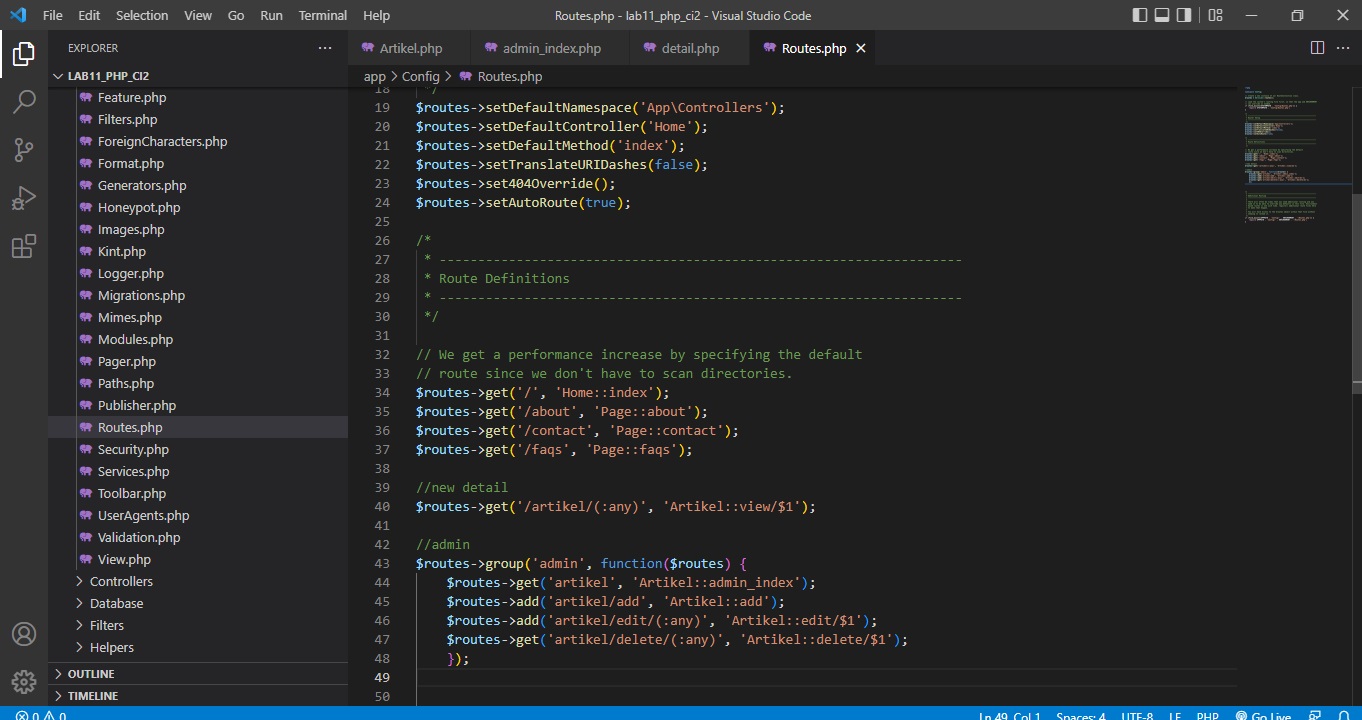 File Edit Selection View Go Run Terminal Help Routes.php - lab11_php_ci2 - Visual Studio Code
EXPLORER
LAB11_PHP_CI2
Feature.php
Filters.php
ForeignCharacters.php
Format.php
Generators.php
Honeypot.php
Images.php
Kint.php
Logger.php
Migrations.php
Mimes.php
Modules.php
Pager.php
Paths.php
Publisher.php
Routes.php
Security.php
Services.php
Toolbar.php
UserAgents.php
Validation.php
View.php
Controllers
Database
Filters
Helpers
OUTLINE
TIMELINE
Artikel.php admin_index.php detail.php Routes.php
app > Config > Routes.php
18 */
19 $routes->setDefaultNamespace('App\Controllers');
20 $routes->setDefaultController('Home');
21 $routes->setDefaultMethod('index');
22 $routes->setTranslateURIDashes(false);
23 $routes->set404Override();
24 $routes->setAutoRoute(true);
25
26 /*
27 * --------------------------------------------------------------------
28 * Route Definitions
29 * --------------------------------------------------------------------
30 */
31
32 // We get a performance increase by specifying the default
33 // route since we don't have to scan directories.
34 $routes->get('/', 'Home::index');
35 $routes->get('/about', 'Page::about');
36 $routes->get('/contact', 'Page::contact');
37 $routes->get('/faqs', 'Page::faqs');
38
39 //new detail
40 $routes->get('/artikel/(:any)', 'Artikel::view/$1');
41
42 //admin
43 $routes->group('admin', function($routes) {
44 $routes->get('artikel', 'Artikel::admin_index');
45 $routes->add('artikel/add', 'Artikel::add');
46 $routes->add('artikel/edit/(:any)', 'Artikel::edit/$1');
47 $routes->get('artikel/delete/(:any)', 'Artikel::delete/$1');
48 });
49
50
0 0 Ln 49, Col 1 Spaces: 4 UTF-8 LF PHP Go Live